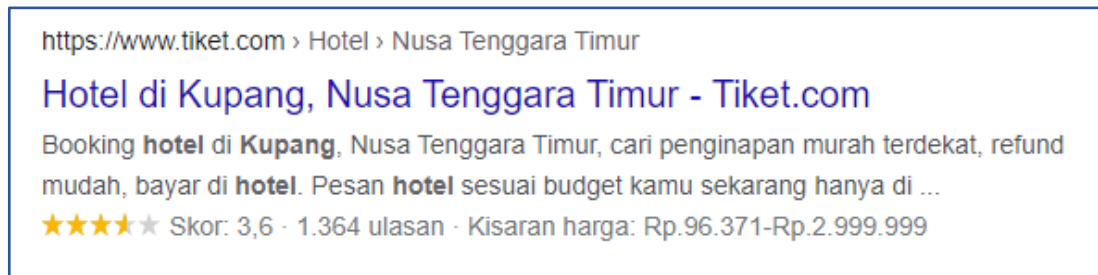 https://www.tiket.com › Hotel › Nusa Tenggara Timur
Hotel di Kupang, Nusa Tenggara Timur - Tiket.com
Booking hotel di Kupang, Nusa Tenggara Timur, cari penginapan murah terdekat, refund
mudah, bayar di hotel. Pesan hotel sesuai budget kamu sekarang hanya di ...
★★★★★ Skor: 3,6 · 1.364 ulasan · Kisaran harga: Rp.96.371-Rp.2.999.999